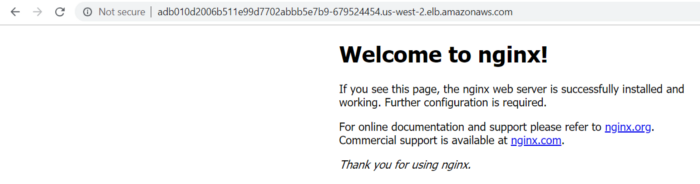 Not secure | adb010d2006b511e99d7702abbb5e7b9-679524454.us-west-2.elb.amazonaws.com
Welcome to nginx!
If you see this page, the nginx web server is successfully installed and
working. Further configuration is required.
For online documentation and support please refer to nginx.org.
Commercial support is available at nginx.com.
Thank you for using nginx.